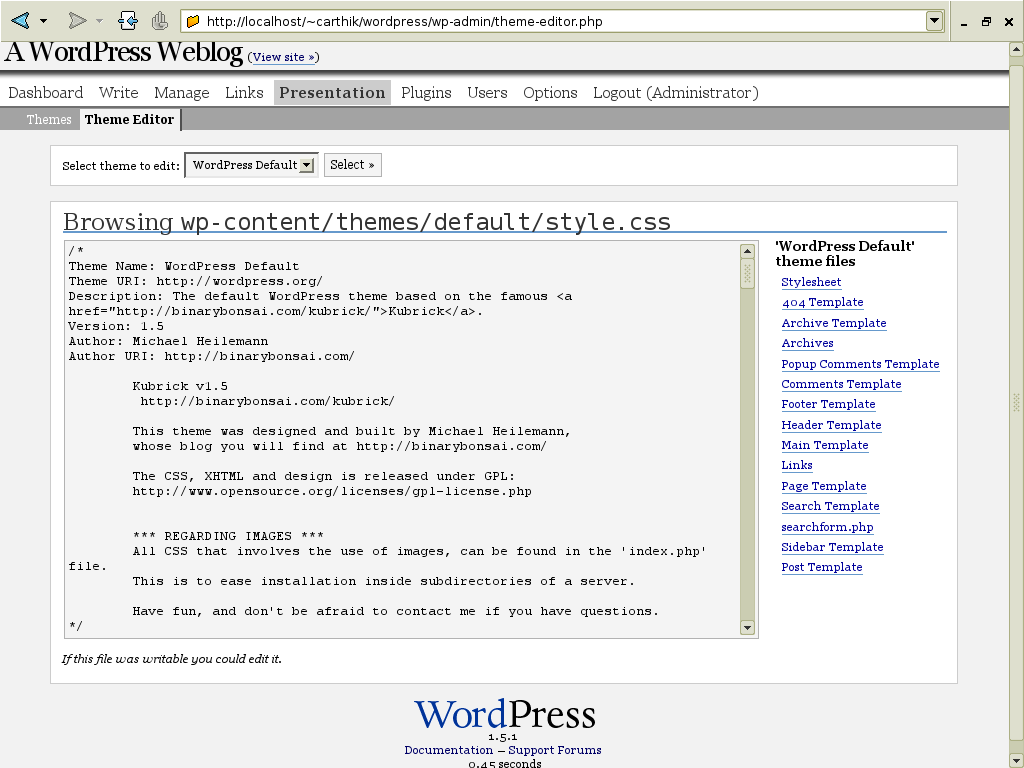 http://localhost/~carthik/wordpress/wp-admin/theme-editor.php
A WordPress Weblog (View site »)
Dashboard Write Manage Links Presentation Plugins Users Options Logout (Administrator)
Themes Theme Editor
Select theme to edit: WordPress Default Select »
Browsing wp-content/themes/default/style.css
/*
Theme Name: WordPress Default
Theme URI: http://wordpress.org/
Description: The default WordPress theme based on the famous <a
href="http://binarybonsai.com/kubrick/">Kubrick</a>.
Version: 1.5
Author: Michael Heilemann
Author URI: http://binarybonsai.com/
Kubrick v1.5
http://binarybonsai.com/kubrick/
This theme was designed and built by Michael Heilemann,
whose blog you will find at http://binarybonsai.com/
The CSS, XHTML and design is released under GPL:
http://www.opensource.org/licenses/gpl-license.php
*** REGARDING IMAGES ***
All CSS that involves the use of images, can be found in the 'index.php'
file.
This is to ease installation inside subdirectories of a server.
Have fun, and don't be afraid to contact me if you have questions.
*/
'WordPress Default'
theme files
Stylesheet
404 Template
Archive Template
Archives
Popup Comments Template
Comments Template
Footer Template
Header Template
Main Template
Links
Page Template
Search Template
searchform.php
Sidebar Template
Post Template
If this file was writable you could edit it.
WordPress
1.5.1
Documentation — Support Forums
0.45 seconds